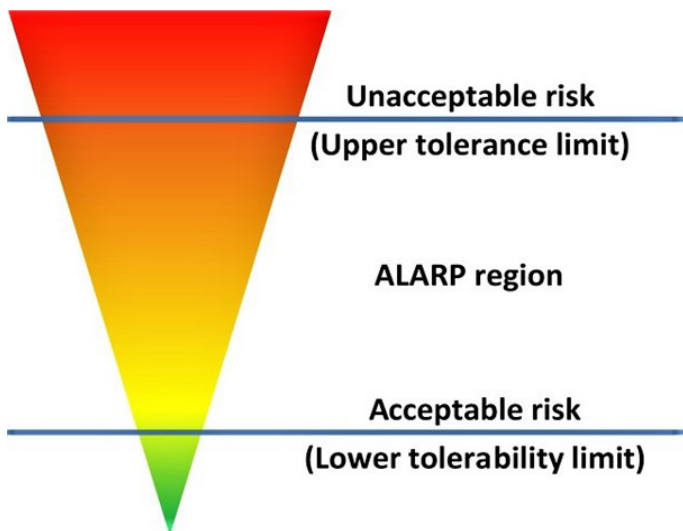 Unacceptable risk
(Upper tolerance limit)
ALARP region
Acceptable risk
(Lower tolerability limit)